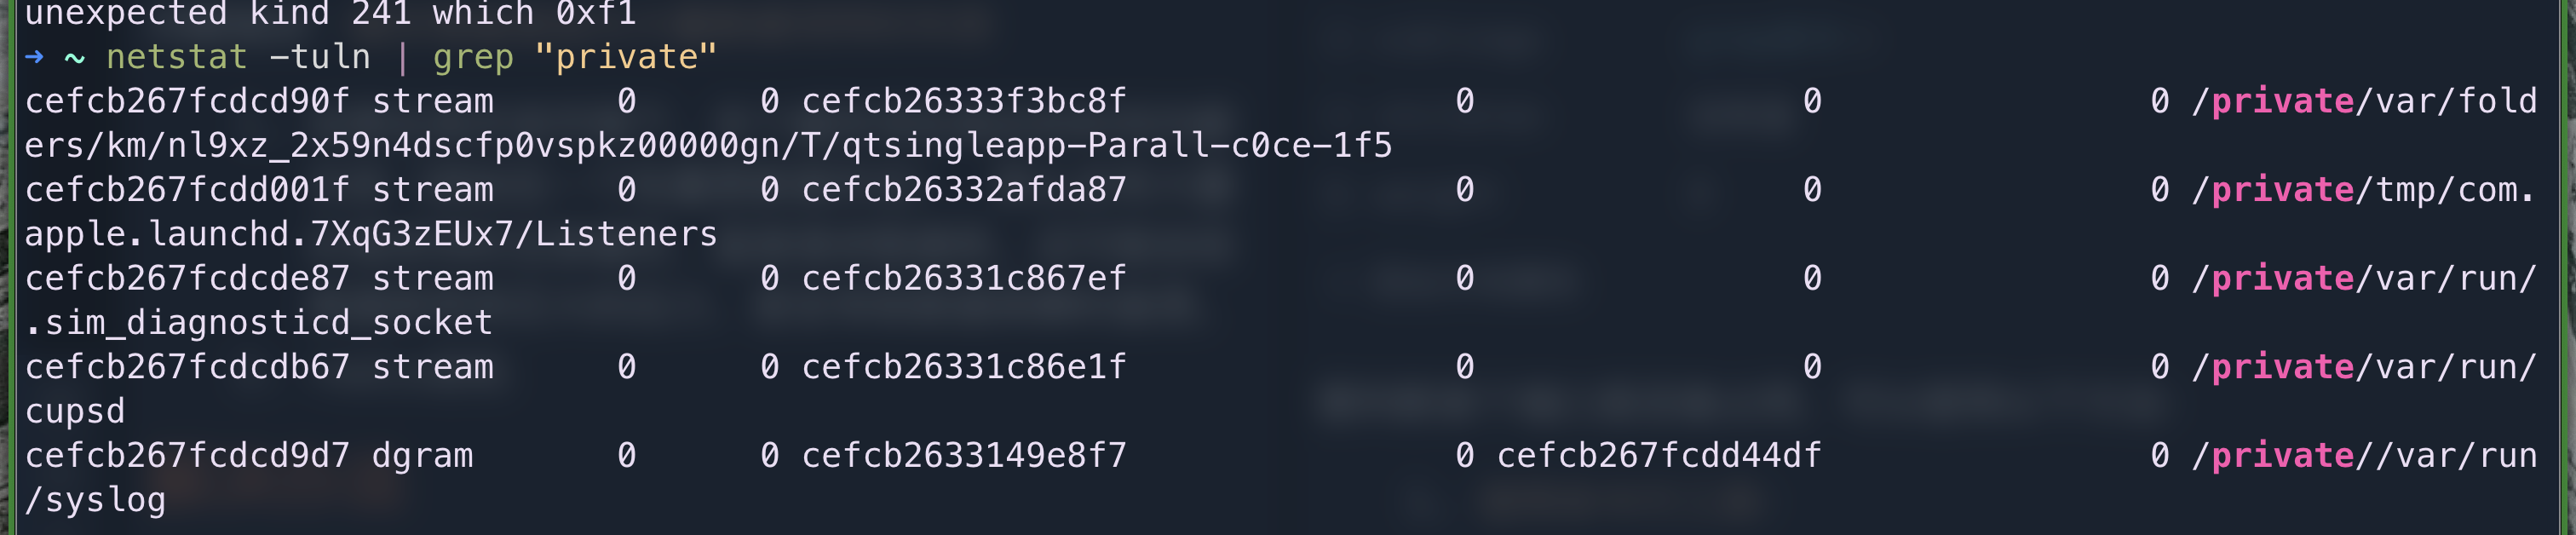 unexpected kind 241 which 0xf1
→ ~ netstat -tuln | grep "private"
cefcb267fcdcd90f stream      0      0 cefcb26333f3bc8f                0                0                0 /private/var/fold
ers/km/nl9xz_2x59n4dscfp0vspkz00000gn/T/qtsingleapp-Parall-c0ce-1f5
cefcb267fcdd001f stream      0      0 cefcb26332afda87                0                0                0 /private/tmp/com.
apple.launchd.7XqG3zEUx7/Listeners
cefcb267fcdcde87 stream      0      0 cefcb26331c867ef                0                0                0 /private/var/run/
.sim_diagnosticd_socket
cefcb267fcdcdb67 stream      0      0 cefcb26331c86e1f                0                0                0 /private/var/run/
cupsd
cefcb267fcdcd9d7 dgram       0      0 cefcb2633149e8f7                0 cefcb267fcdd44df                0 /private//var/run
/syslog